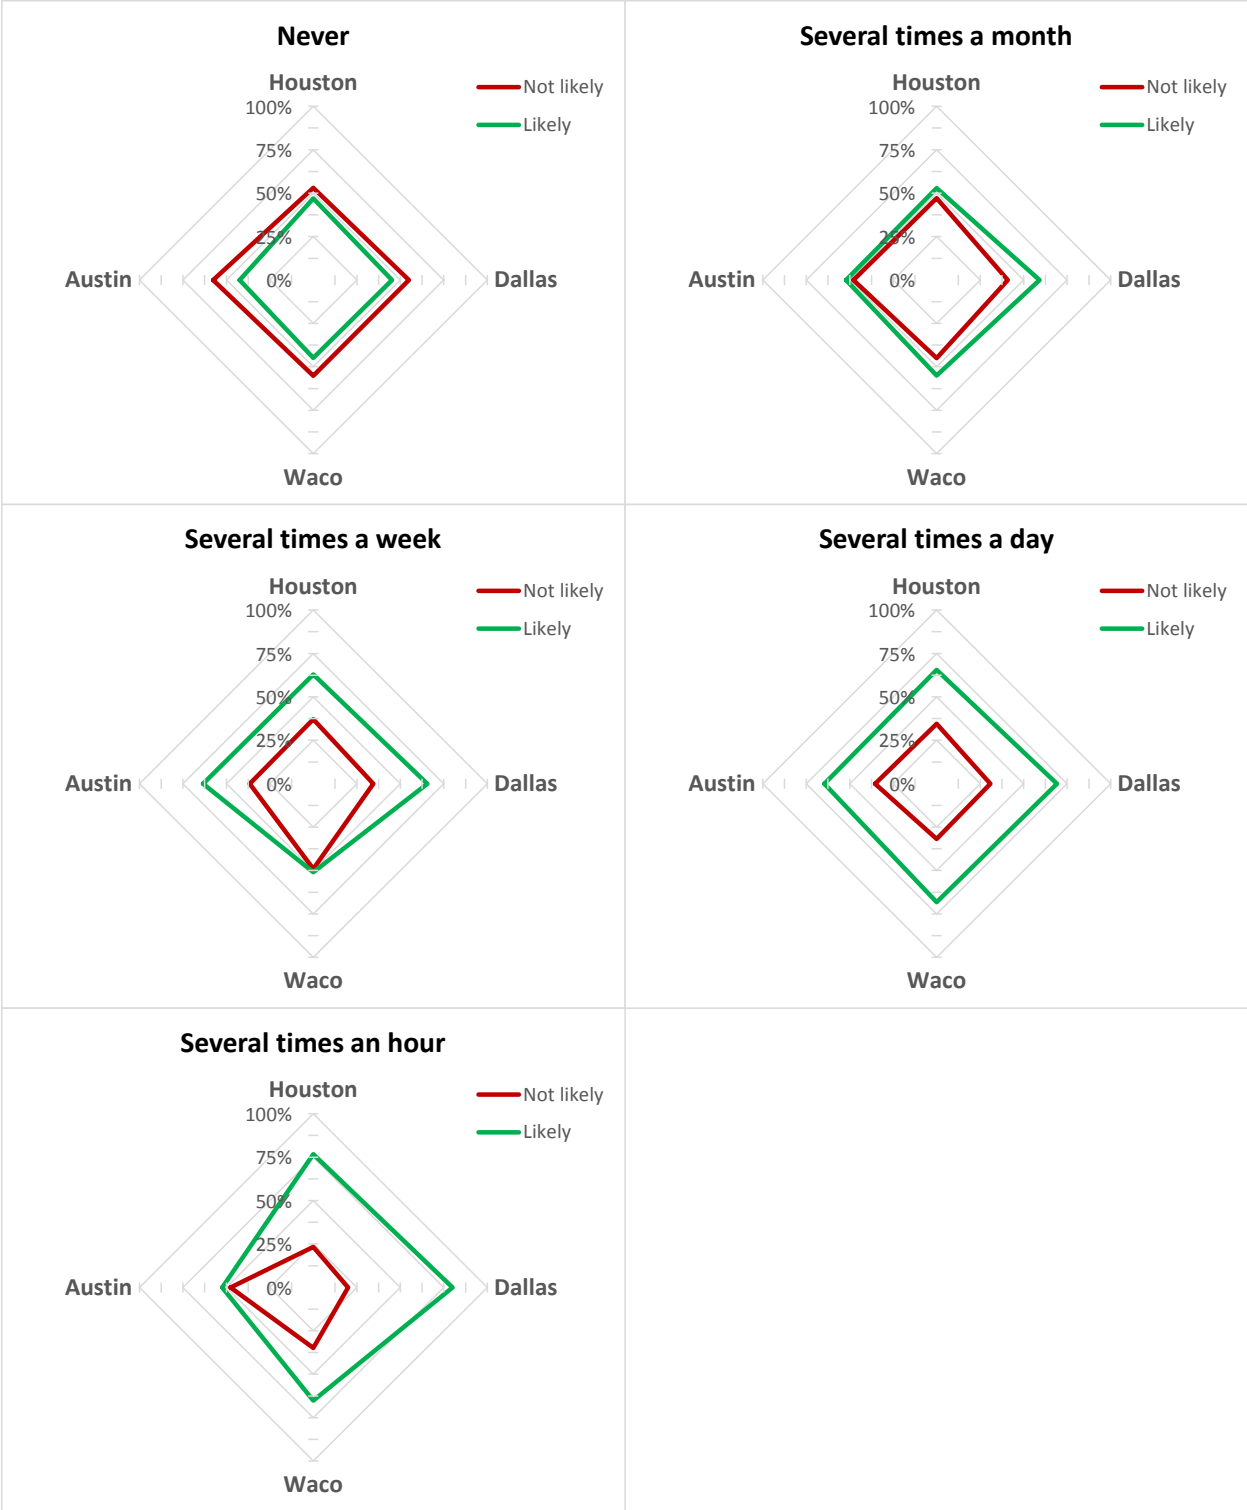 Never
Houston
Not likely
Likely
100%
75%
50%
25%
0%
Austin
Dallas
Waco
Several times a month
Houston
Not likely
Likely
100%
75%
50%
25%
0%
Austin
Dallas
Waco
Several times a week
Houston
Not likely
Likely
100%
75%
50%
25%
0%
Austin
Dallas
Waco
Several times a day
Houston
Not likely
Likely
100%
75%
50%
25%
0%
Austin
Dallas
Waco
Several times an hour
Houston
Not likely
Likely
100%
75%
50%
25%
0%
Austin
Dallas
Waco